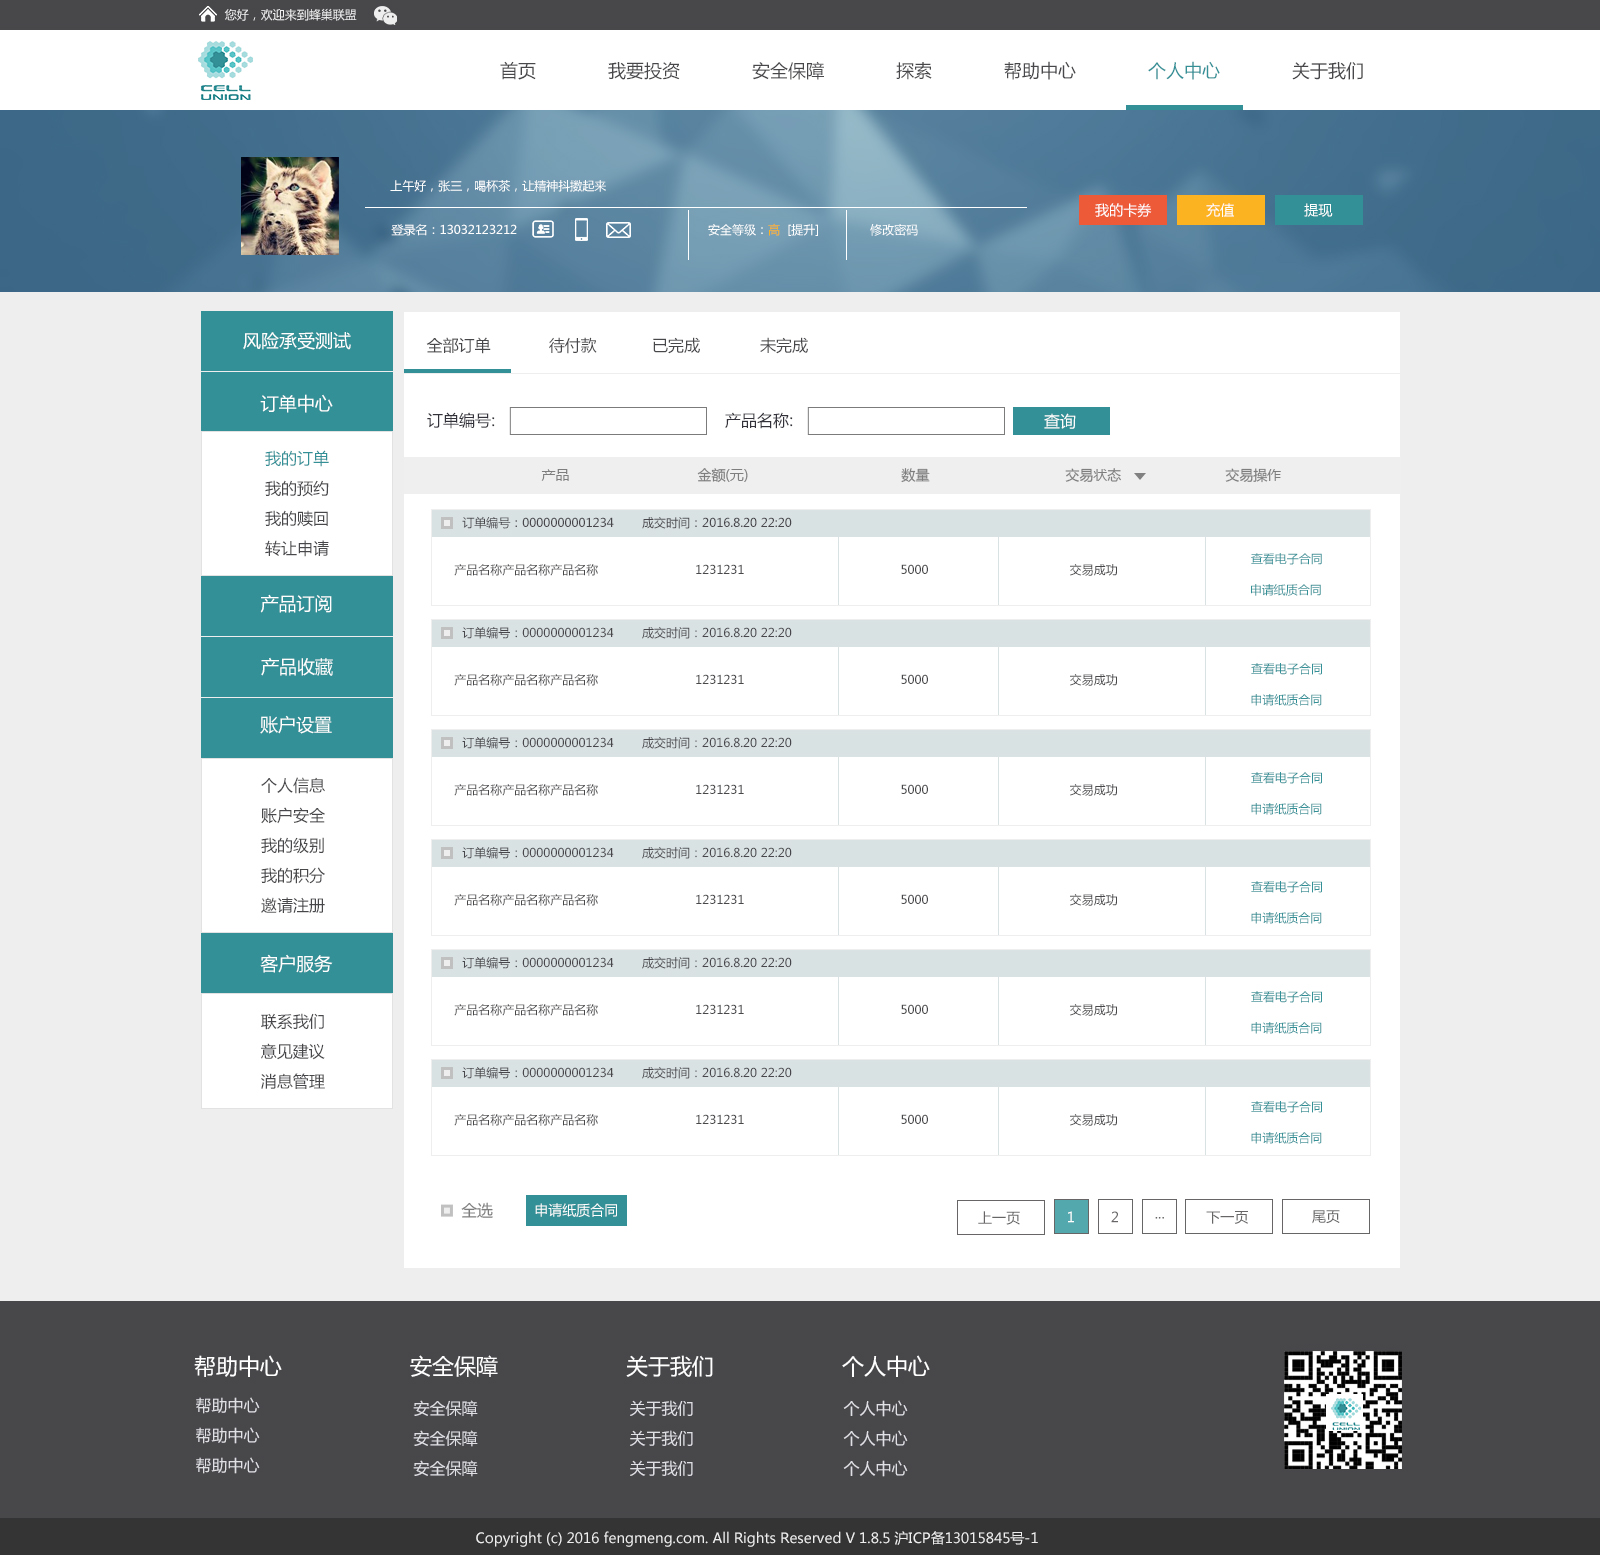 您好，欢迎来到蜂巢联盟
CELL
UNION
首页 我要投资 安全保障 探索 帮助中心 个人中心 关于我们
上午好，张三，喝杯茶，让精神抖擞起来
登录名：13032123212 安全等级：高 [提升] 修改密码
我的卡券 充值 提现
风险承受测试
订单中心
我的订单
我的预约
我的赎回
转让申请
产品订阅
产品收藏
账户设置
个人信息
账户安全
我的级别
我的积分
邀请注册
客户服务
联系我们
意见建议
消息管理
全部订单 待付款 已完成 未完成
订单编号: 产品名称: 查询
产品 金额(元) 数量 交易状态 交易操作
订单编号：0000000001234 成交时间：2016.8.20 22:20
产品名称产品名称产品名称 1231231 5000 交易成功 查看电子合同
申请纸质合同
订单编号：0000000001234 成交时间：2016.8.20 22:20
产品名称产品名称产品名称 1231231 5000 交易成功 查看电子合同
申请纸质合同
订单编号：0000000001234 成交时间：2016.8.20 22:20
产品名称产品名称产品名称 1231231 5000 交易成功 查看电子合同
申请纸质合同
订单编号：0000000001234 成交时间：2016.8.20 22:20
产品名称产品名称产品名称 1231231 5000 交易成功 查看电子合同
申请纸质合同
订单编号：0000000001234 成交时间：2016.8.20 22:20
产品名称产品名称产品名称 1231231 5000 交易成功 查看电子合同
申请纸质合同
订单编号：0000000001234 成交时间：2016.8.20 22:20
产品名称产品名称产品名称 1231231 5000 交易成功 查看电子合同
申请纸质合同
全选 申请纸质合同 上一页 1 2 ... 下一页 尾页
帮助中心 安全保障 关于我们 个人中心
帮助中心 安全保障 关于我们 个人中心
帮助中心 安全保障 关于我们 个人中心
帮助中心 安全保障 关于我们 个人中心
CELL
UNION
Copyright (c) 2016 fengmeng.com. All Rights Reserved V 1.8.5 沪ICP备13015845号-1